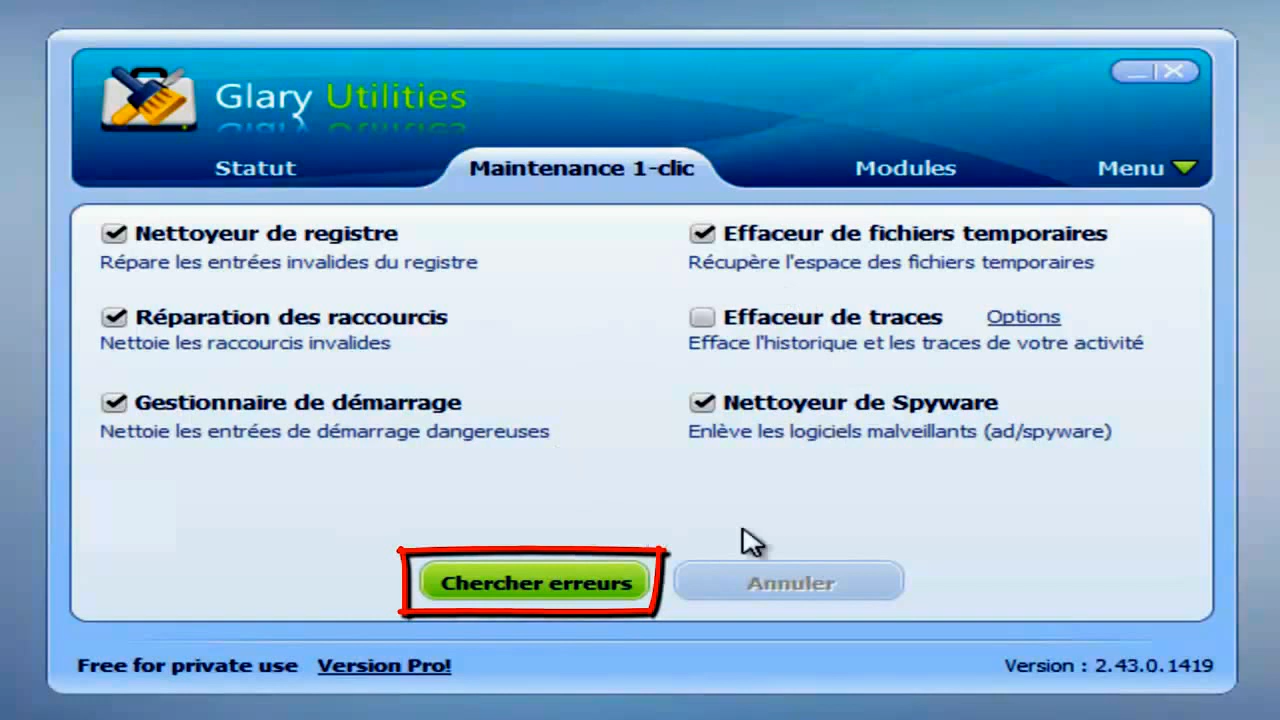 Glary Utilities
Statut
Maintenance 1-clic
Modules
Menu
Nettoyeur de registre
Répare les entrées invalides du registre
Effaceur de fichiers temporaires
Récupère l'espace des fichiers temporaires
Réparation des raccourcis
Nettoie les raccourcis invalides
Effaceur de traces
Options
Efface l'historique et les traces de votre activité
Gestionnaire de démarrage
Nettoie les entrées de démarrage dangereuses
Nettoyeur de Spyware
Enlève les logiciels malveillants (ad/spyware)
Chercher erreurs
Annuler
Free for private use
Version Pro!
Version : 2.43.0.1419